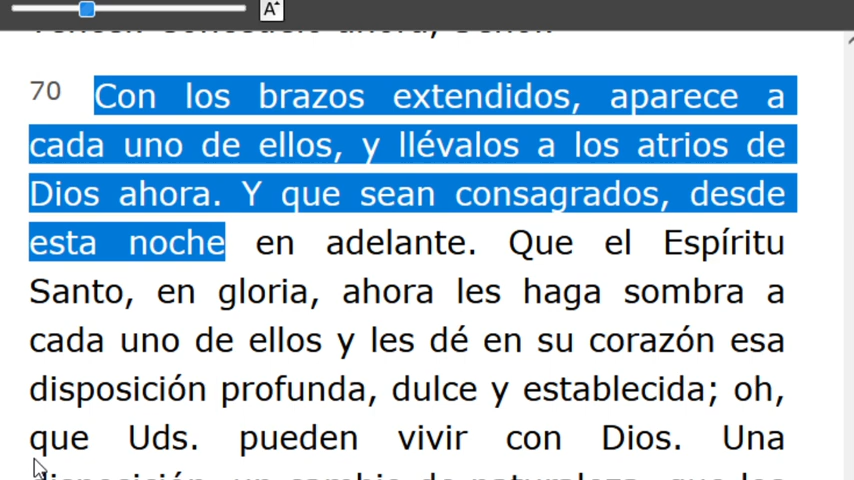 A
70 Con los brazos extendidos, aparece a
cada uno de ellos, y llévalos a los atrios de
Dios ahora. Y que sean consagrados, desde
esta noche en adelante. Que el Espíritu
Santo, en gloria, ahora les haga sombra a
cada uno de ellos y les dé en su corazón esa
disposición profunda, dulce y establecida; oh,
que Uds. pueden vivir con Dios. Una